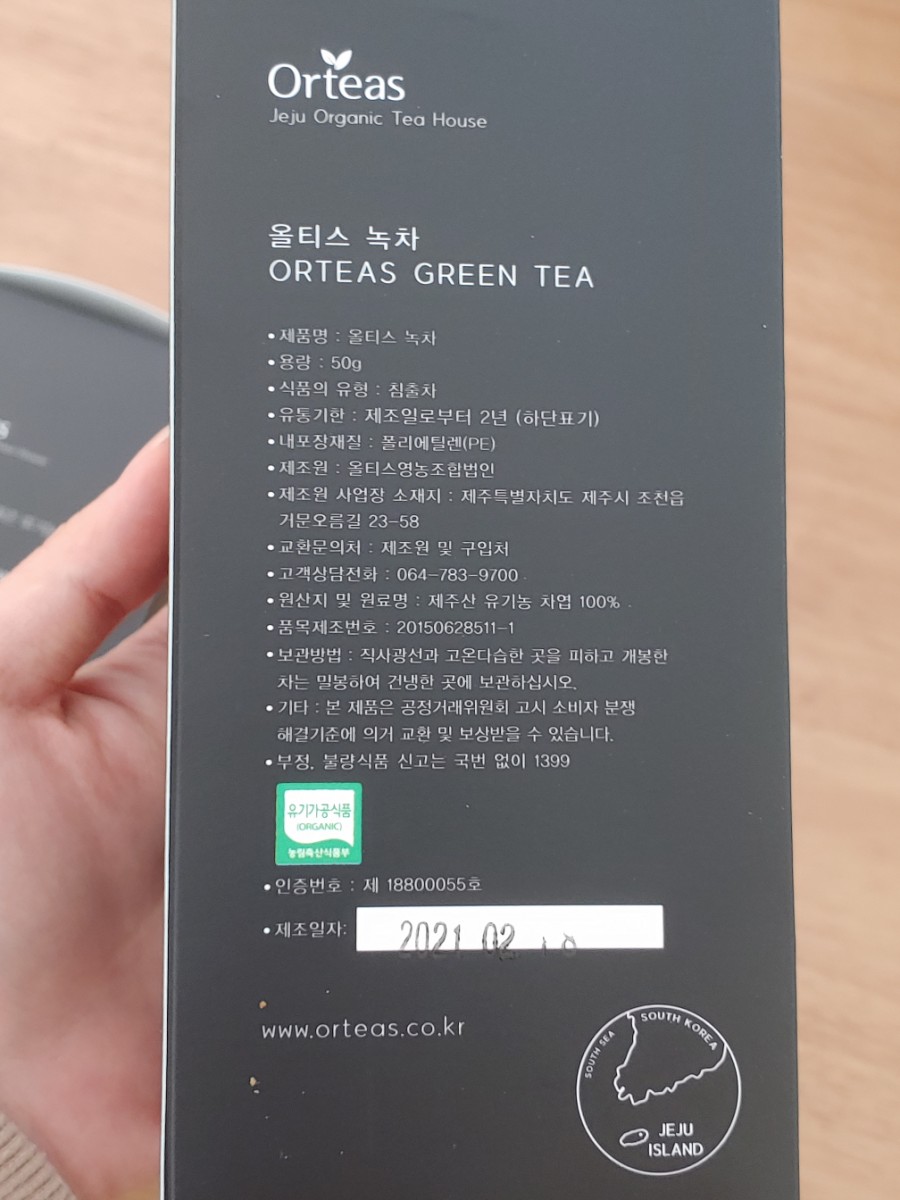 Orteas
Jeju Organic Tea House
올티스 녹차
ORTEAS GREEN TEA
• 제품명 : 올티스 녹차
• 용량 : 50g
• 식품의 유형 : 침출차
• 유통기한 : 제조일로부터 2년 (하단표기)
• 내포장재질 : 폴리에틸렌(PE)
• 제조원 : 올티스영농조합법인
• 제조원 사업장 소재지 : 제주특별자치도 제주시 조천읍
거문오름길 23-58
• 교환문의처 : 제조원 및 구입처
• 고객상담전화 : 064-783-9700
• 원산지 및 원료명 : 제주산 유기농 차엽 100%
• 품목제조번호 : 20150628511-1
• 보관방법 : 직사광선과 고온다습한 곳을 피하고 개봉한
차는 밀봉하여 건냉한 곳에 보관하십시오.
• 기타 : 본 제품은 공정거래위원회 고시 소비자 분쟁
해결기준에 의거 교환 및 보상받을 수 있습니다.
• 부정, 불량식품 신고는 국번 없이 1399
유기가공식품
(ORGANIC)
농림축산식품부
• 인증번호 : 제 18800055호
• 제조일자: 2021.02
www.orteas.co.kr
SOUTH SEA
SOUTH KOREA
JEJU
ISLAND